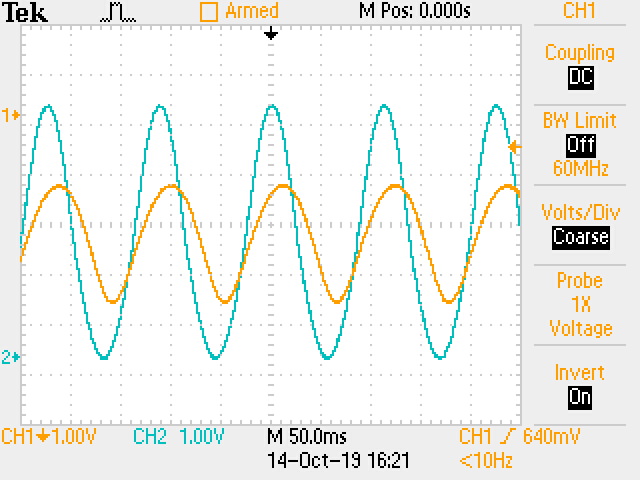 Tek Armed M Pos: 0.000s CH1
Coupling
DC
1
BW Limit
Off
60MHz
Volts/Div
Coarse
Probe
1X
Voltage
2
Invert
On
CH1 1.00V CH2 1.00V M 50.0ms CH1 640mV
14-Oct-19 16:21 <10Hz